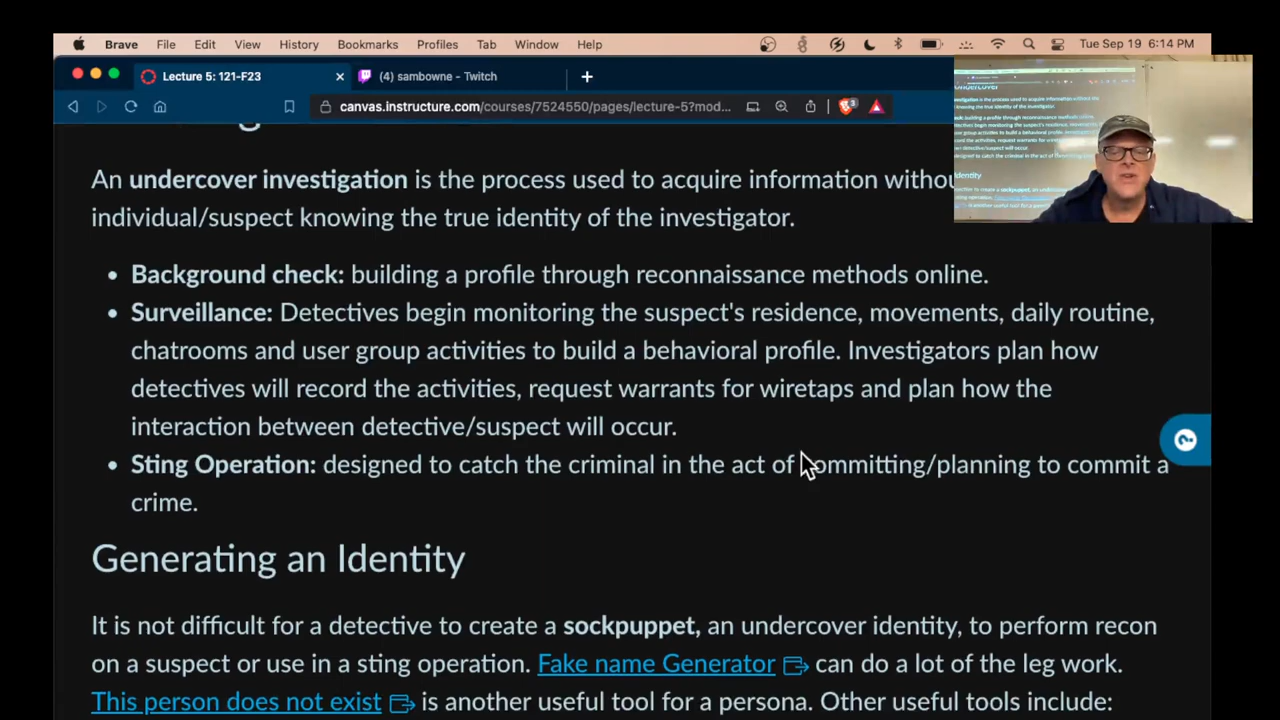 Brave File Edit View History Bookmarks Profiles Tab Window Help Tue Sep 19 6:14 PM
Lecture 5: 121-F23 (4) sambowne - Twitch
canvas.instructure.com/courses/7524550/pages/lecture-5?mod...
3
An undercover investigation is the process used to acquire information
individual/suspect knowing the true identity of the investigator.
• Background check: building a profile through reconnaissance methods online.
• Surveillance: Detectives begin monitoring the suspect's residence, movements, daily routine,
chatrooms and user group activities to build a behavioral profile. Investigators plan how
detectives will record the activities, request warrants for wiretaps and plan how the
interaction between detective/suspect will occur.
• Sting Operation: designed to catch the criminal in the act of committing/planning to commit a
crime.
Generating an Identity
It is not difficult for a detective to create a sockpuppet, an undercover identity, to perform recon
on a suspect or use in a sting operation. Fake name Generator can do a lot of the leg work.
This person does not exist is another useful tool for a persona. Other useful tools include: